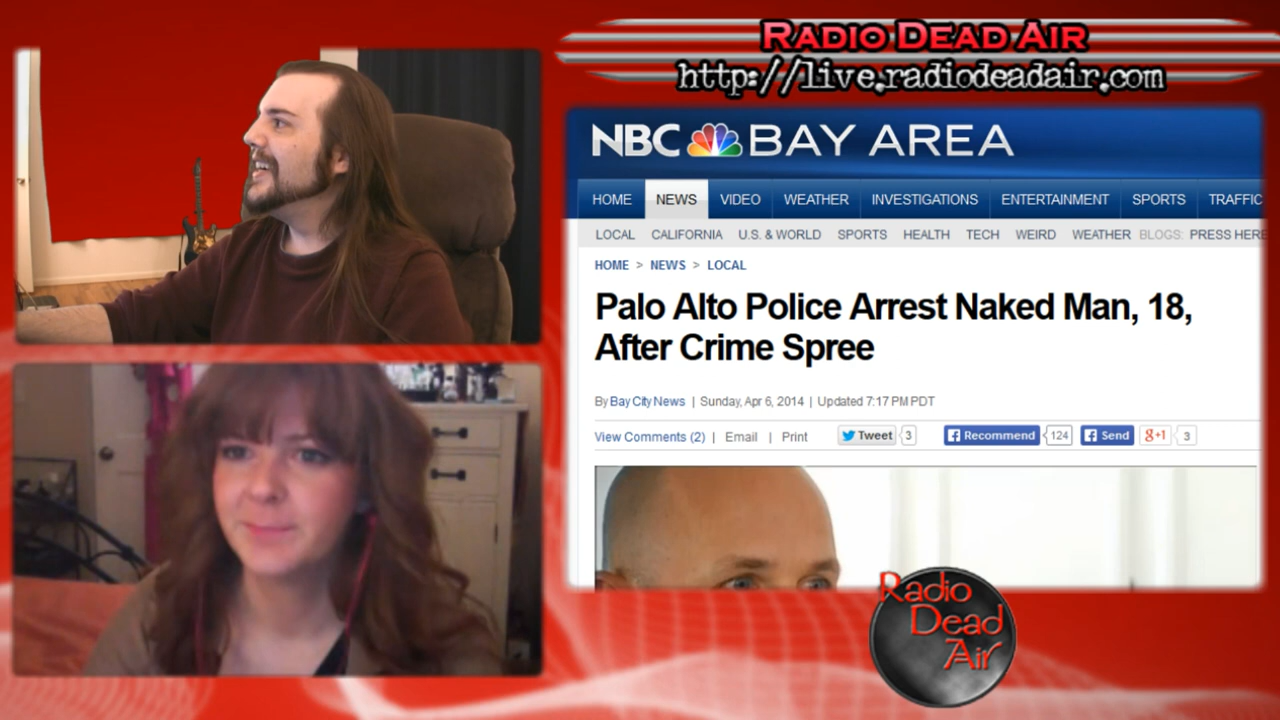 RADIO DEAD AIR
http://live.radiodeadair.com
NBC BAY AREA
HOME NEWS VIDEO WEATHER INVESTIGATIONS ENTERTAINMENT SPORTS TRAFFIC
LOCAL CALIFORNIA U.S. & WORLD SPORTS HEALTH TECH WEIRD WEATHER BLOGS: PRESS HERE
HOME > NEWS > LOCAL
Palo Alto Police Arrest Naked Man, 18,
After Crime Spree
By Bay City News | Sunday, Apr 6, 2014 | Updated 7:17 PM PDT
View Comments (2) | Email | Print Tweet 3 Recommend 124 Send g+1 3
Radio
Dead
Air